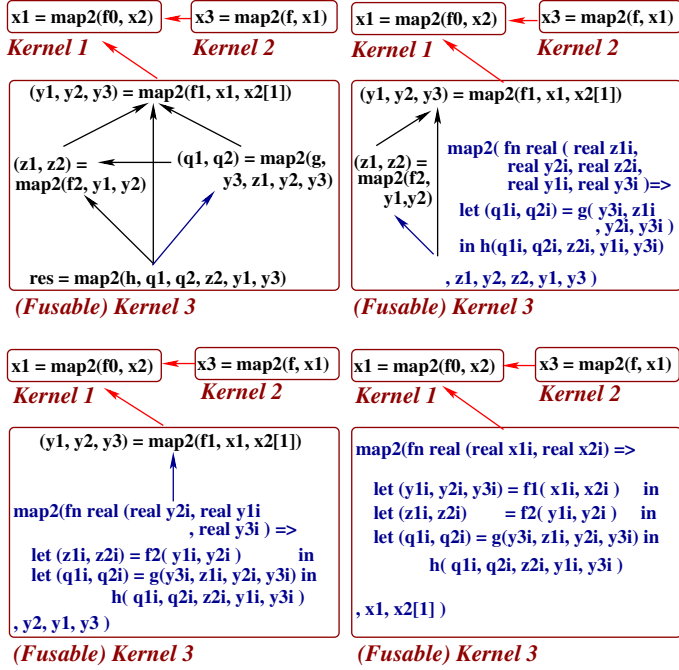 x1 = map2(f0, x2)
x3 = map2(f, x1)
Kernel 1
Kernel 2
(y1, y2, y3) = map2(f1, x1, x2[1])
(z1, z2) =
map2(f2, y1, y2)
(q1, q2) = map2(g,
y3, z1, y2, y3)
res = map2(h, q1, q2, z2, y1, y3)
(Fusable) Kernel 3
x1 = map2(f0, x2)
x3 = map2(f, x1)
Kernel 1
Kernel 2
(y1, y2, y3) = map2(f1, x1, x2[1])
(z1, z2) =
map2(f2,
y1,y2)
map2( fn real ( real z1i,
real y2i, real z2i,
real y1i, real y3i )=>
let (q1i, q2i) = g( y3i, z1i
, y2i, y3i )
in h(q1i, q2i, z2i, y1i, y3i)
, z1, y2, z2, y1, y3 )
(Fusable) Kernel 3
x1 = map2(f0, x2)
x3 = map2(f, x1)
Kernel 1
Kernel 2
(y1, y2, y3) = map2(f1, x1, x2[1])
map2(fn real (real y2i, real y1i
, real y3i ) =>
let (z1i, z2i) = f2( y1i, y2i ) in
let (q1i, q2i) = g(y3i, z1i, y2i, y3i) in
h( q1i, q2i, z2i, y1i, y3i )
, y2, y1, y3 )
(Fusable) Kernel 3
x1 = map2(f0, x2)
x3 = map2(f, x1)
Kernel 1
Kernel 2
map2(fn real (real x1i, real x2i) =>
let (y1i, y2i, y3i) = f1( x1i, x2i ) in
let (z1i, z2i) = f2( y1i, y2i ) in
let (q1i, q2i) = g(y3i, z1i, y2i, y3i) in
h( q1i, q2i, z2i, y1i, y3i )
, x1, x2[1] )
(Fusable) Kernel 3